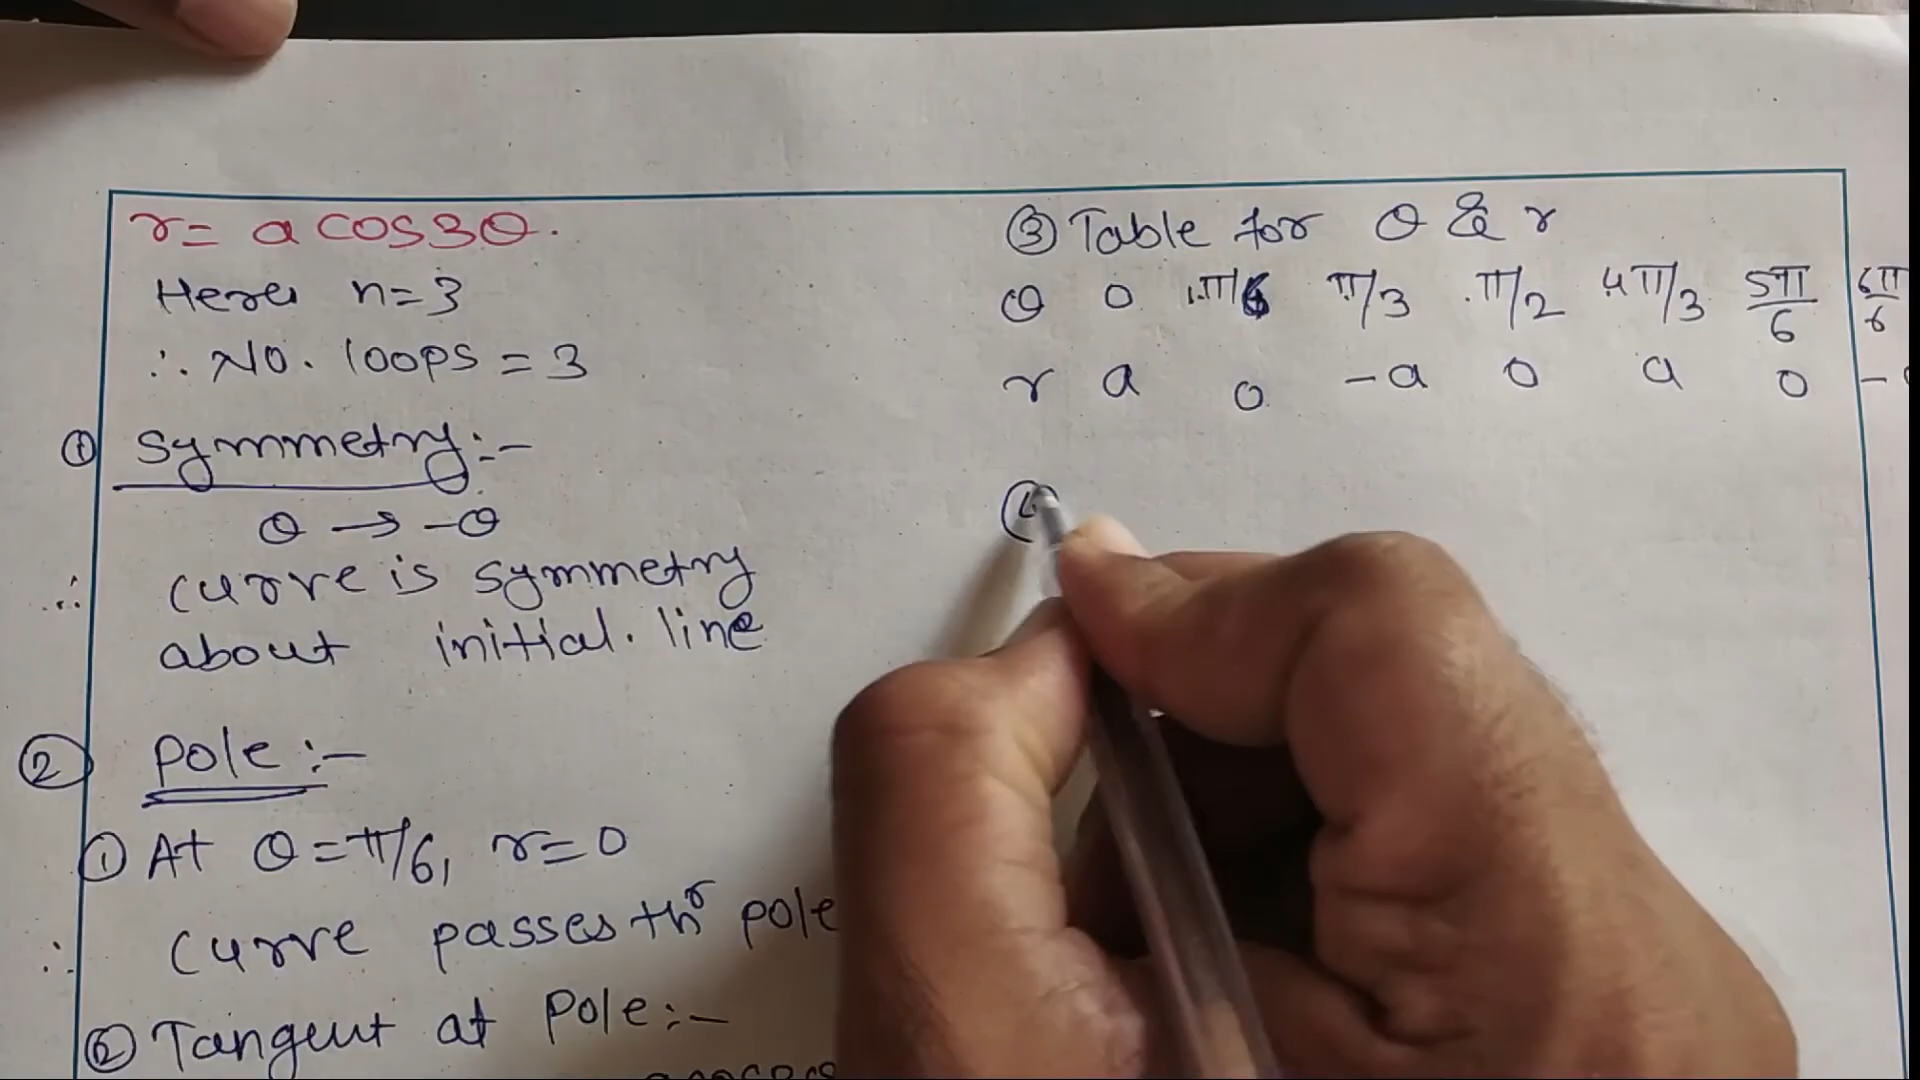 r = a cos3θ.
Here n=3
∴ No. loops = 3
① Symmetry:-
θ → -θ
∴ curve is symmetry
about initial line
② Pole:-
① At θ=π/6, r=0
∴ curve passes thr pole
② Tangent at Pole:-
③ Table for θ & r
θ 0 π/6 π/3 π/2 4π/3 5π/6 6π/6
r a 0 -a 0 a 0 -